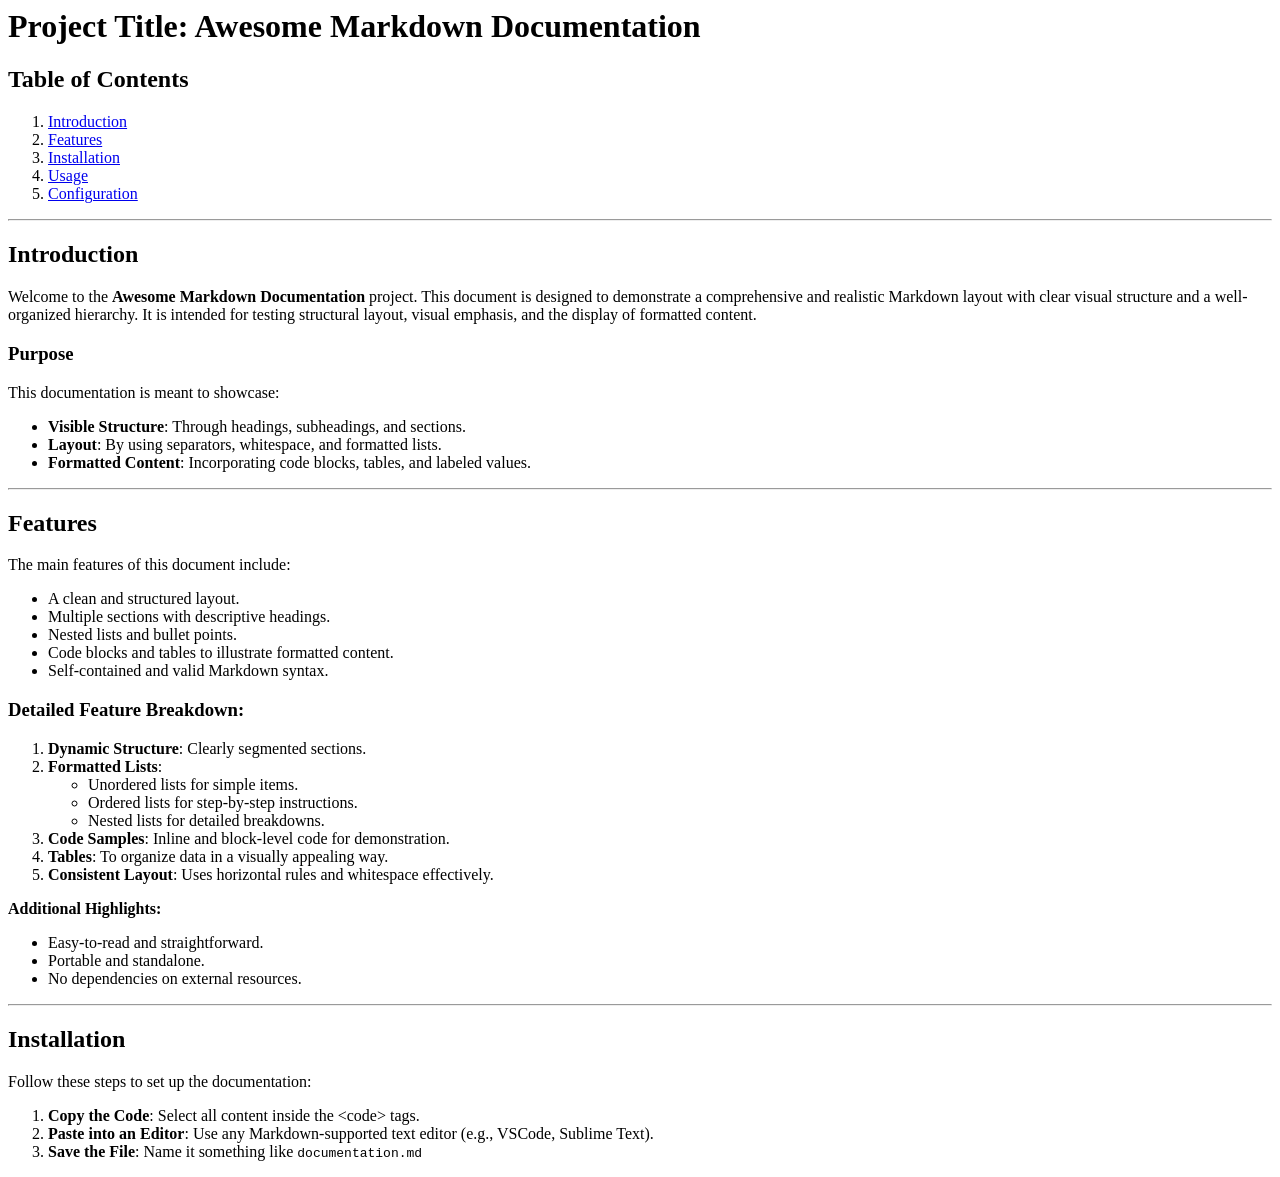 Project Title: Awesome Markdown Documentation
Table of Contents
1. Introduction
2. Features
3. Installation
4. Usage
5. Configuration
Introduction
Welcome to the Awesome Markdown Documentation project. This document is designed to demonstrate a comprehensive and realistic Markdown layout with clear visual structure and a well-
organized hierarchy. It is intended for testing structural layout, visual emphasis, and the display of formatted content.
Purpose
This documentation is meant to showcase:
• Visible Structure: Through headings, subheadings, and sections.
• Layout: By using separators, whitespace, and formatted lists.
• Formatted Content: Incorporating code blocks, tables, and labeled values.
Features
The main features of this document include:
• A clean and structured layout.
• Multiple sections with descriptive headings.
• Nested lists and bullet points.
• Code blocks and tables to illustrate formatted content.
• Self-contained and valid Markdown syntax.
Detailed Feature Breakdown:
1. Dynamic Structure: Clearly segmented sections.
2. Formatted Lists:
◦ Unordered lists for simple items.
◦ Ordered lists for step-by-step instructions.
◦ Nested lists for detailed breakdowns.
3. Code Samples: Inline and block-level code for demonstration.
4. Tables: To organize data in a visually appealing way.
5. Consistent Layout: Uses horizontal rules and whitespace effectively.
Additional Highlights:
• Easy-to-read and straightforward.
• Portable and standalone.
• No dependencies on external resources.
Installation
Follow these steps to set up the documentation:
1. Copy the Code: Select all content inside the <code> tags.
2. Paste into an Editor: Use any Markdown-supported text editor (e.g., VSCode, Sublime Text).
3. Save the File: Name it something like documentation.md